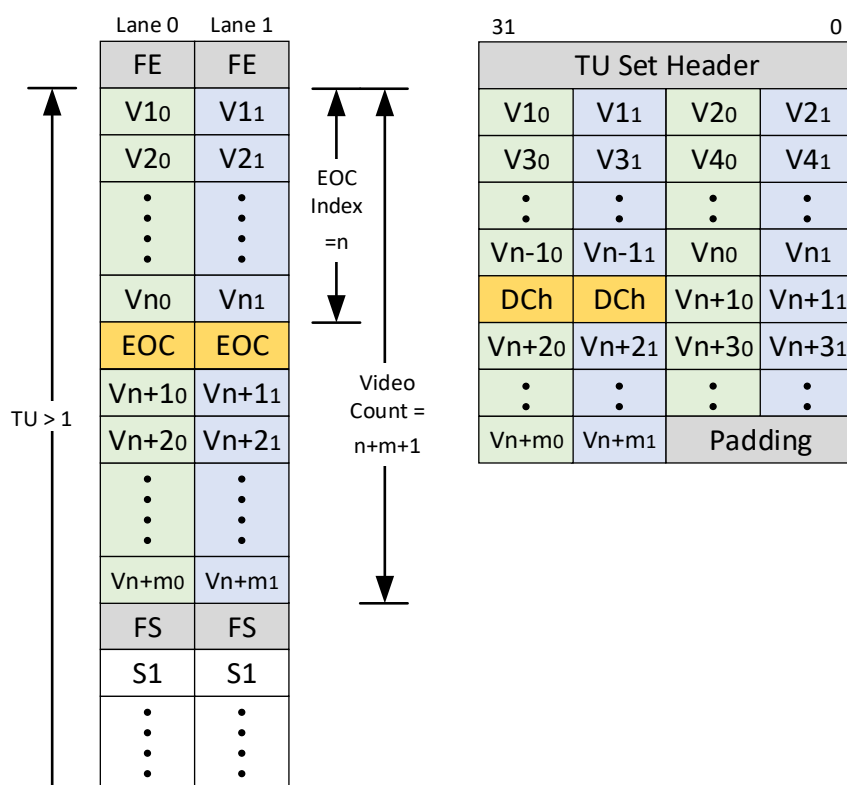 Lane 0 Lane 1
FE FE
V10 V11
V20 V21
Vn0 Vn1
EOC EOC
Vn+10 Vn+11
Vn+20 Vn+21
Vn+m0 Vn+m1
FS FS
S1 S1
TU > 1
EOC
Index
=n
Video
Count =
n+m+1
31 0
TU Set Header
V10 V11 V20 V21
V30 V31 V40 V41
Vn-10 Vn-11 Vn0 Vn1
DCh DCh Vn+10 Vn+11
Vn+20 Vn+21 Vn+30 Vn+31
Vn+m0 Vn+m1 Padding